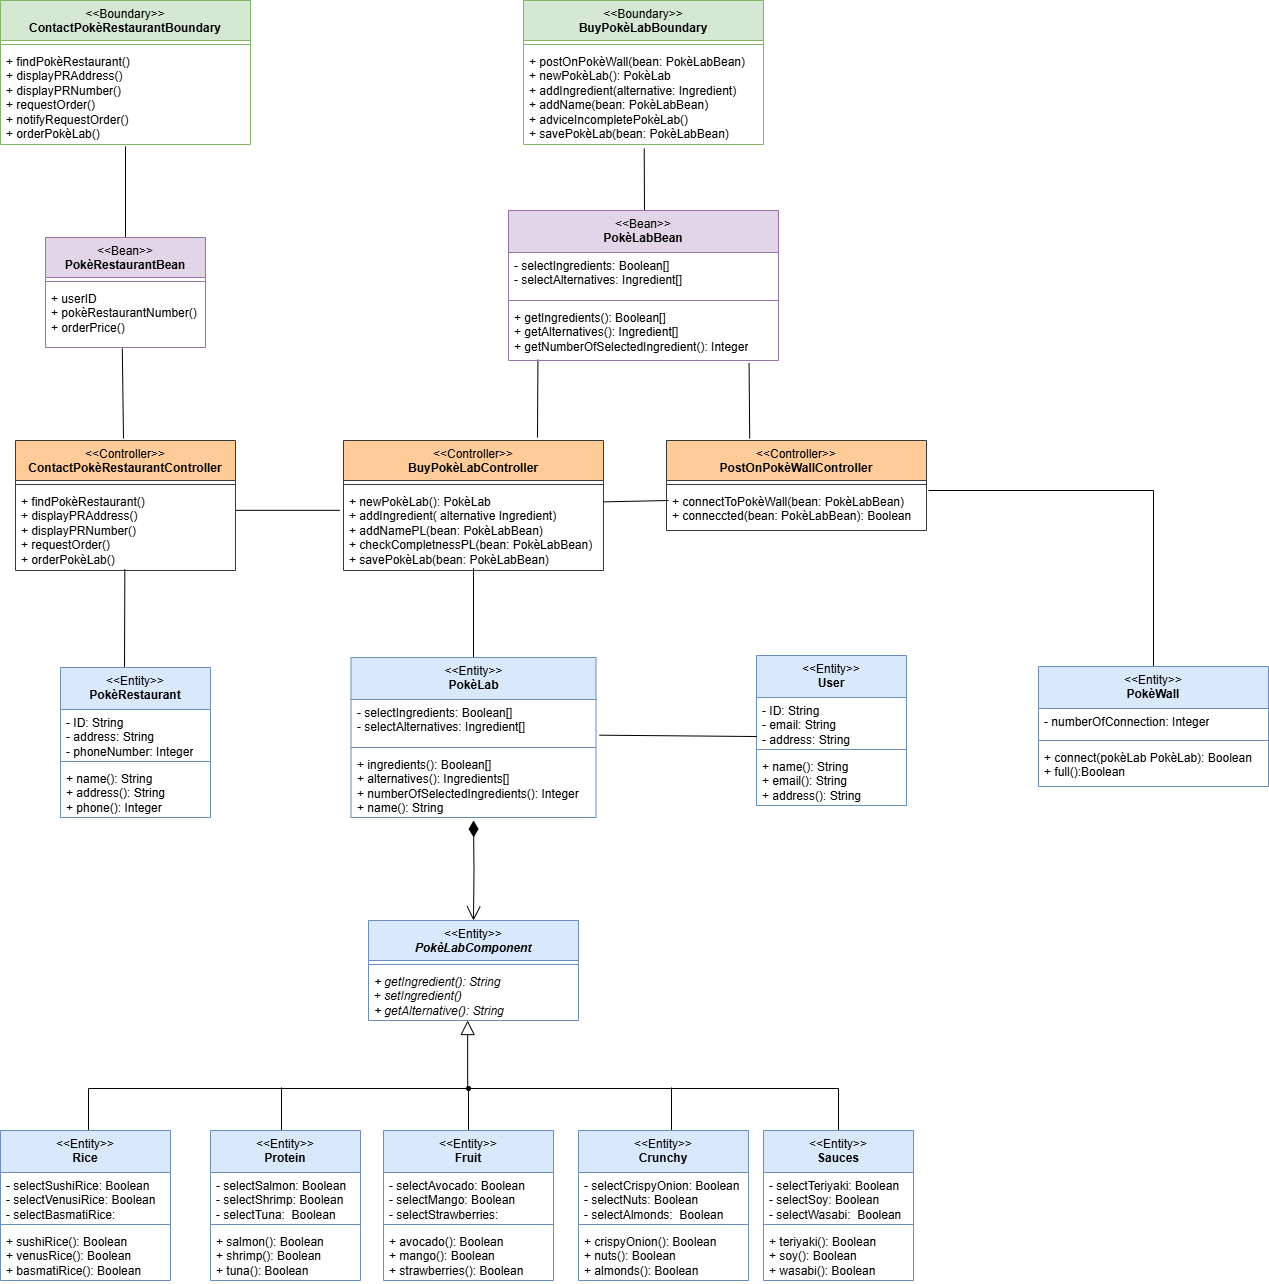 <<Boundary>>
ContactPokèRestaurantBoundary
+ findPokèRestaurant()
+ displayPRAddress()
+ displayPRNumber()
+ requestOrder()
+ notifyRequestOrder()
+ orderPokèLab()
<<Boundary>>
BuyPokèLabBoundary
+ postOnPokèWall(bean: PokèLabBean)
+ newPokèLab(): PokèLab
+ addIngredient(alternative: Ingredient)
+ addName(bean: PokèLabBean)
+ adviceIncompletePokèLab()
+ savePokèLab(bean: PokèLabBean)
<<Bean>>
PokèRestaurantBean
+ userID
+ pokèRestaurantNumber()
+ orderPrice()
<<Bean>>
PokèLabBean
- selectIngredients: Boolean[]
- selectAlternatives: Ingredient[]
+ getIngredients(): Boolean[]
+ getAlternatives(): Ingredient[]
+ getNumberOfSelectedIngredient(): Integer
<<Controller>>
ContactPokèRestaurantController
+ findPokèRestaurant()
+ displayPRAddress()
+ displayPRNumber()
+ requestOrder()
+ orderPokèLab()
<<Controller>>
BuyPokèLabController
+ newPokèLab(): PokèLab
+ addIngredient( alternative Ingredient)
+ addNamePL(bean: PokèLabBean)
+ checkCompletnessPL(bean: PokèLabBean)
+ savePokèLab(bean: PokèLabBean)
<<Controller>>
PostOnPokèWallController
+ connectToPokèWall(bean: PokèLabBean)
+ conneccted(bean: PokèLabBean): Boolean
<<Entity>>
PokèRestaurant
- ID: String
- address: String
- phoneNumber: Integer
+ name(): String
+ address(): String
+ phone(): Integer
<<Entity>>
PokèLab
- selectIngredients: Boolean[]
- selectAlternatives: Ingredient[]
+ ingredients(): Boolean[]
+ alternatives(): Ingredients[]
+ numberOfSelectedIngredients(): Integer
+ name(): String
<<Entity>>
User
- ID: String
- email: String
- address: String
+ name(): String
+ email(): String
+ address(): String
<<Entity>>
PokèWall
- numberOfConnection: Integer
+ connect(pokèLab PokèLab): Boolean
+ full():Boolean
<<Entity>>
PokèLabComponent
+ getIngredient(): String
+ setIngredient()
+ getAlternative(): String
<<Entity>>
Rice
- selectSushiRice: Boolean
- selectVenusiRice: Boolean
- selectBasmatiRice:
+ sushiRice(): Boolean
+ venusRice(): Boolean
+ basmatiRice(): Boolean
<<Entity>>
Protein
- selectSalmon: Boolean
- selectShrimp: Boolean
- selectTuna:  Boolean
+ salmon(): Boolean
+ shrimp(): Boolean
+ tuna(): Boolean
<<Entity>>
Fruit
- selectAvocado: Boolean
- selectMango: Boolean
- selectStrawberries:
+ avocado(): Boolean
+ mango(): Boolean
+ strawberries(): Boolean
<<Entity>>
Crunchy
- selectCrispyOnion: Boolean
- selectNuts: Boolean
- selectAlmonds:  Boolean
+ crispyOnion(): Boolean
+ nuts(): Boolean
+ almonds(): Boolean
<<Entity>>
Sauces
- selectTeriyaki: Boolean
- selectSoy: Boolean
- selectWasabi:  Boolean
+ teriyaki(): Boolean
+ soy(): Boolean
+ wasabi(): Boolean